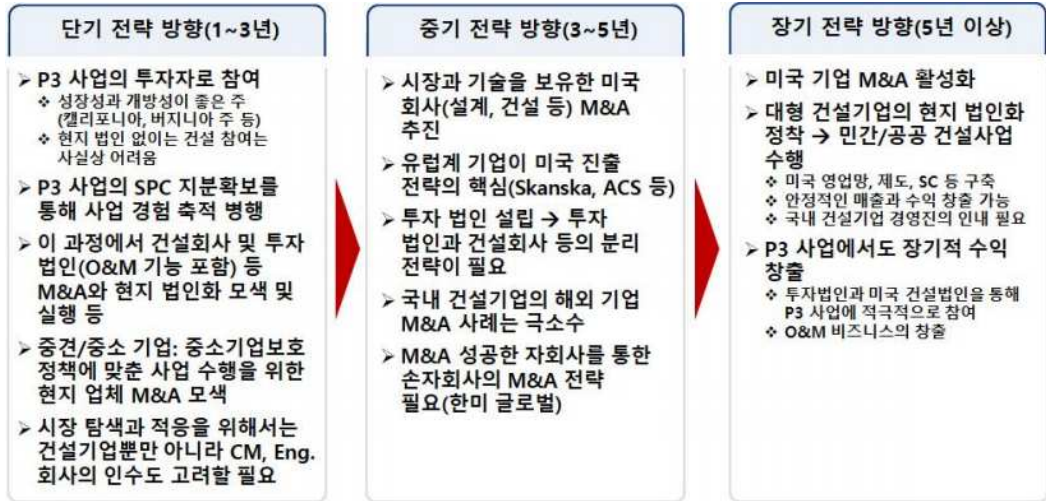 단기 전략 방향(1~3년)
➢ P3 사업의 투자자로 참여
❖ 성장성과 개방성이 좋은 주
(캘리포니아, 버지니아 주 등)
❖ 현지 법인 없이는 건설 참여는
사실상 어려움
➢ P3 사업의 SPC 지분확보를
통해 사업 경험 축적 병행
➢ 이 과정에서 건설회사 및 투자
법인(O&M 기능 포함) 등
M&A와 현지 법인화 모색 및
실행 등
➢ 중견/중소 기업: 중소기업보호
정책에 맞춘 사업 수행을 위한
현지 업체 M&A 모색
➢ 시장 탐색과 적응을 위해서는
건설기업뿐만 아니라 CM, Eng.
회사의 인수도 고려할 필요
중기 전략 방향(3~5년)
➢ 시장과 기술을 보유한 미국
회사(설계, 건설 등) M&A
추진
➢ 유럽계 기업이 미국 진출
전략의 핵심(Skanska, ACS 등)
➢ 투자 법인 설립 → 투자
법인과 건설회사 등의 분리
전략이 필요
➢ 국내 건설기업의 해외 기업
M&A 사례는 극소수
➢ M&A 성공한 자회사를 통한
손자회사의 M&A 전략
필요(한미 글로벌)
장기 전략 방향(5년 이상)
➢ 미국 기업 M&A 활성화
➢ 대형 건설기업의 현지 법인화
정착 → 민간/공공 건설사업
수행
❖ 미국 영업망, 제도, SC 등 구축
❖ 안정적인 매출과 수익 창출 가능
❖ 국내 건설기업 경영진의 인내 필요
➢ P3 사업에서도 장기적 수익
창출
❖ 투자법인과 미국 건설법인을 통해
P3 사업에 적극적으로 참여
❖ O&M 비즈니스의 창출